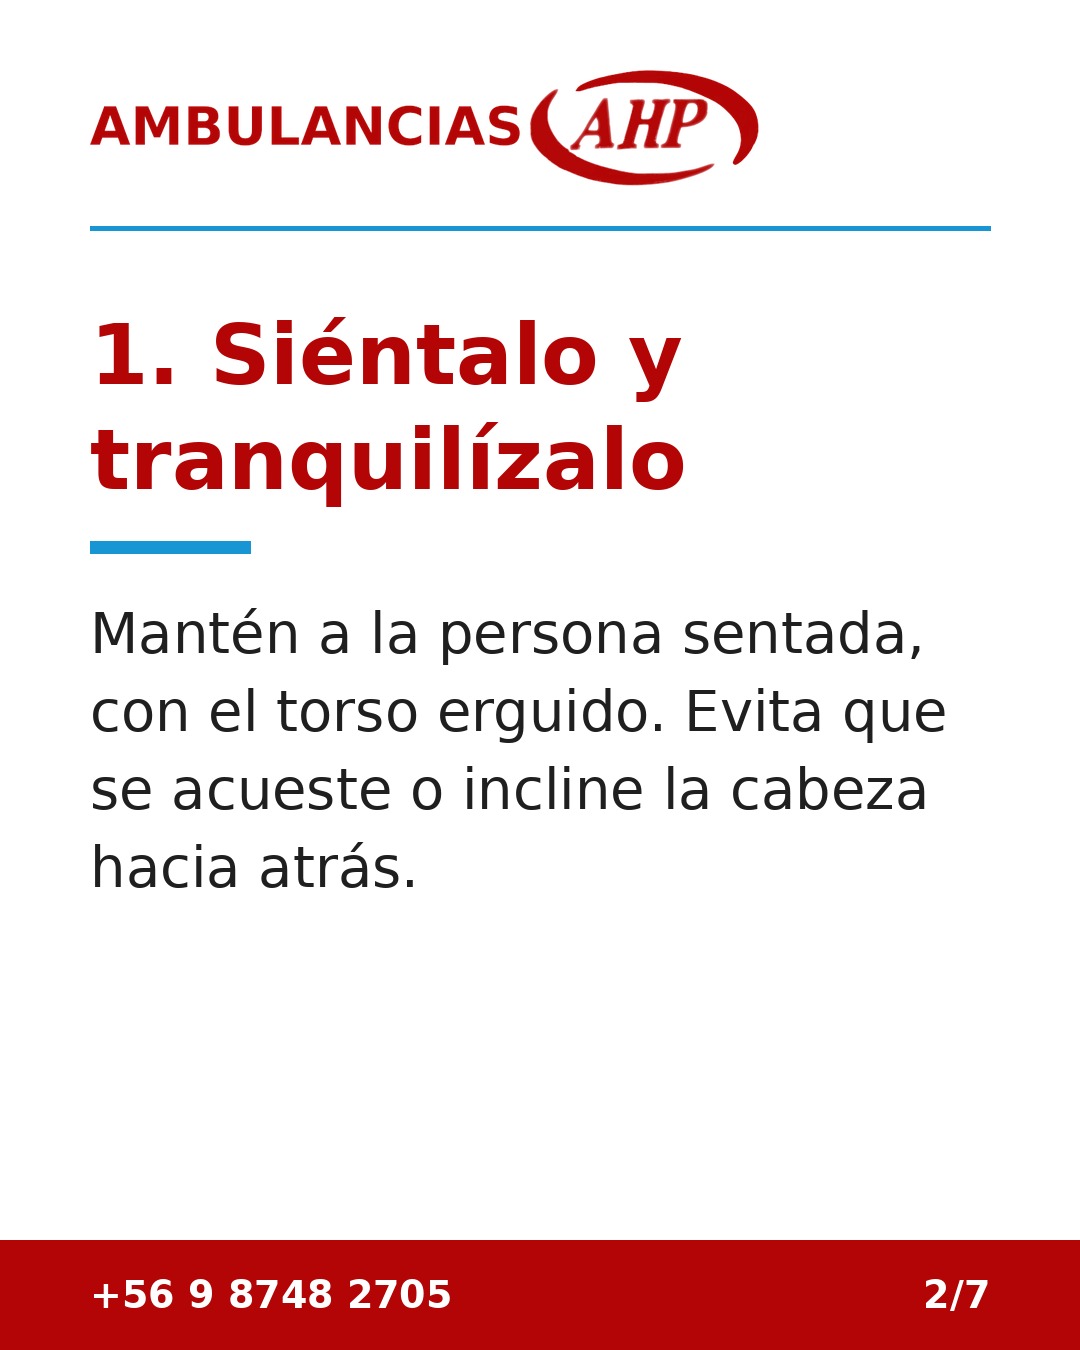 AMBULANCIAS AHP
1. Siéntalo y
tranquilízalo
Mantén a la persona sentada,
con el torso erguido. Evita que
se acueste o incline la cabeza
hacia atrás.
+56 9 8748 2705
2/7